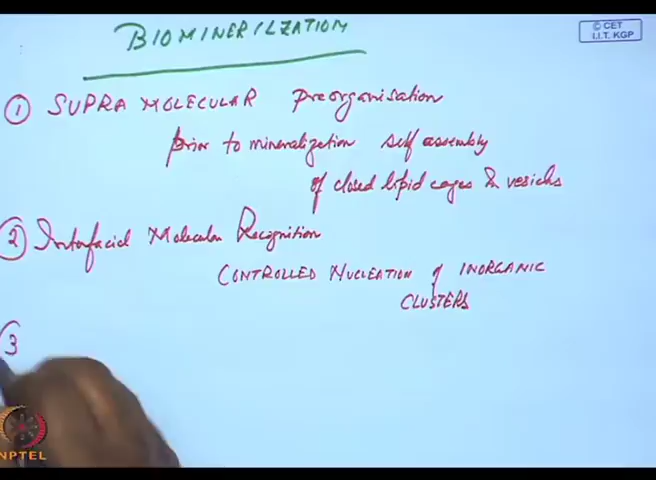 BIOMINERILZATION
© CET
I.I.T. KGP
① SUPRA MOLECULAR Preorganisation
prior to mineralization self assembly
of closed lipid cages & vesicles
② Interfacial Molecular Recognition
CONTROLLED NUCLEATION of INORGANIC
CLUSTERS
3
NPTEL